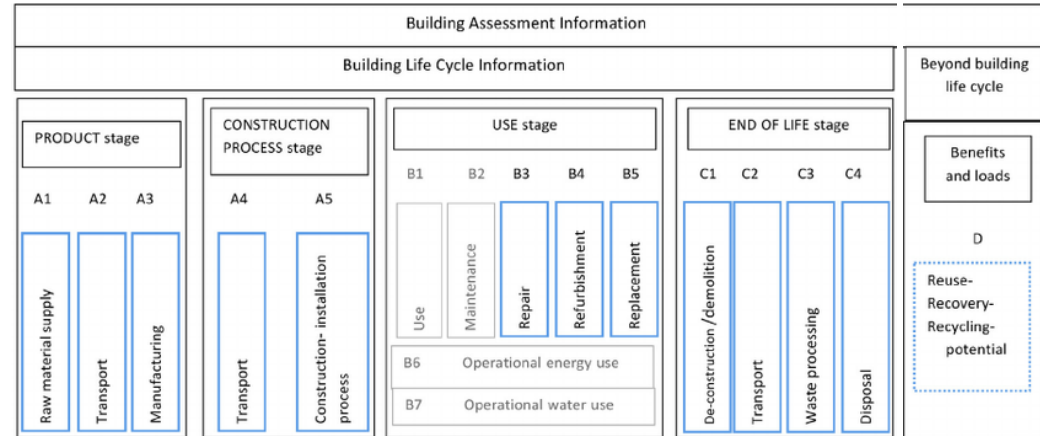 Building Assessment Information
Building Life Cycle Information
Beyond building
life cycle
PRODUCT stage
CONSTRUCTION
PROCESS stage
USE stage
END OF LIFE stage
Benefits
and loads
A1
A2
A3
A4
A5
B1
B2
B3
B4
B5
C1
C2
C3
C4
D
Raw material supply
Transport
Manufacturing
Transport
Construction- installation
process
Use
Maintenance
Repair
Refurbishment
Replacement
B6 Operational energy use
B7 Operational water use
De-construction /demolition
Transport
Waste processing
Disposal
Reuse-
Recovery-
Recycling-
potential